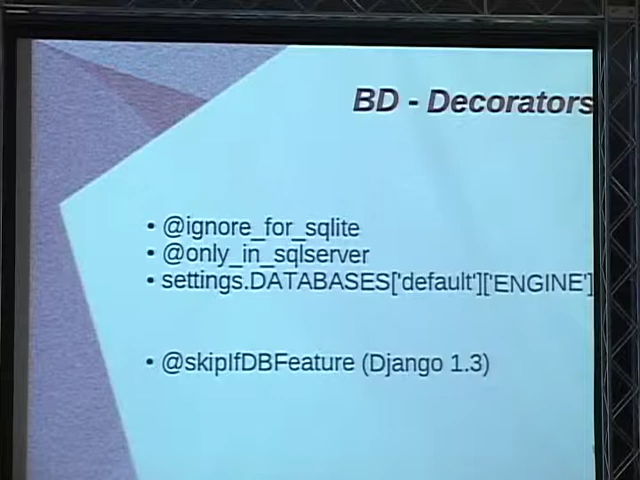 BD - Decorators
• @ignore_for_sqlite
• @only_in_sqlserver
• settings.DATABASES['default']['ENGINE']
• @skipIfDBFeature (Django 1.3)